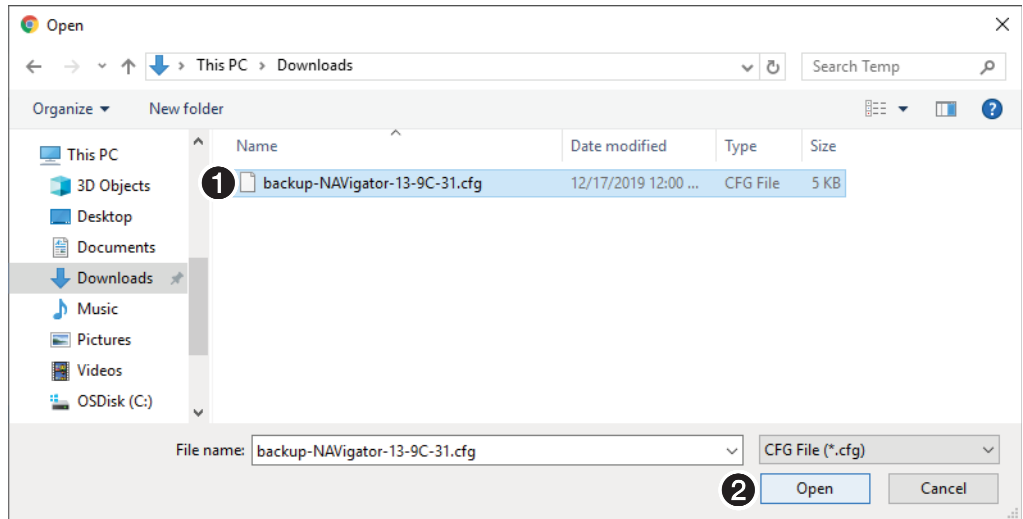 Open
This PC > Downloads
Search Temp
Organize New folder
Name Date modified Type Size
This PC
3D Objects
Desktop
Documents
Downloads
Music
Pictures
Videos
OSDisk (C:)
1 backup-NAVigator-13-9C-31.cfg 12/17/2019 12:00 ... CFG File 5 KB
File name: backup-NAVigator-13-9C-31.cfg CFG File (*.cfg)
2 Open Cancel